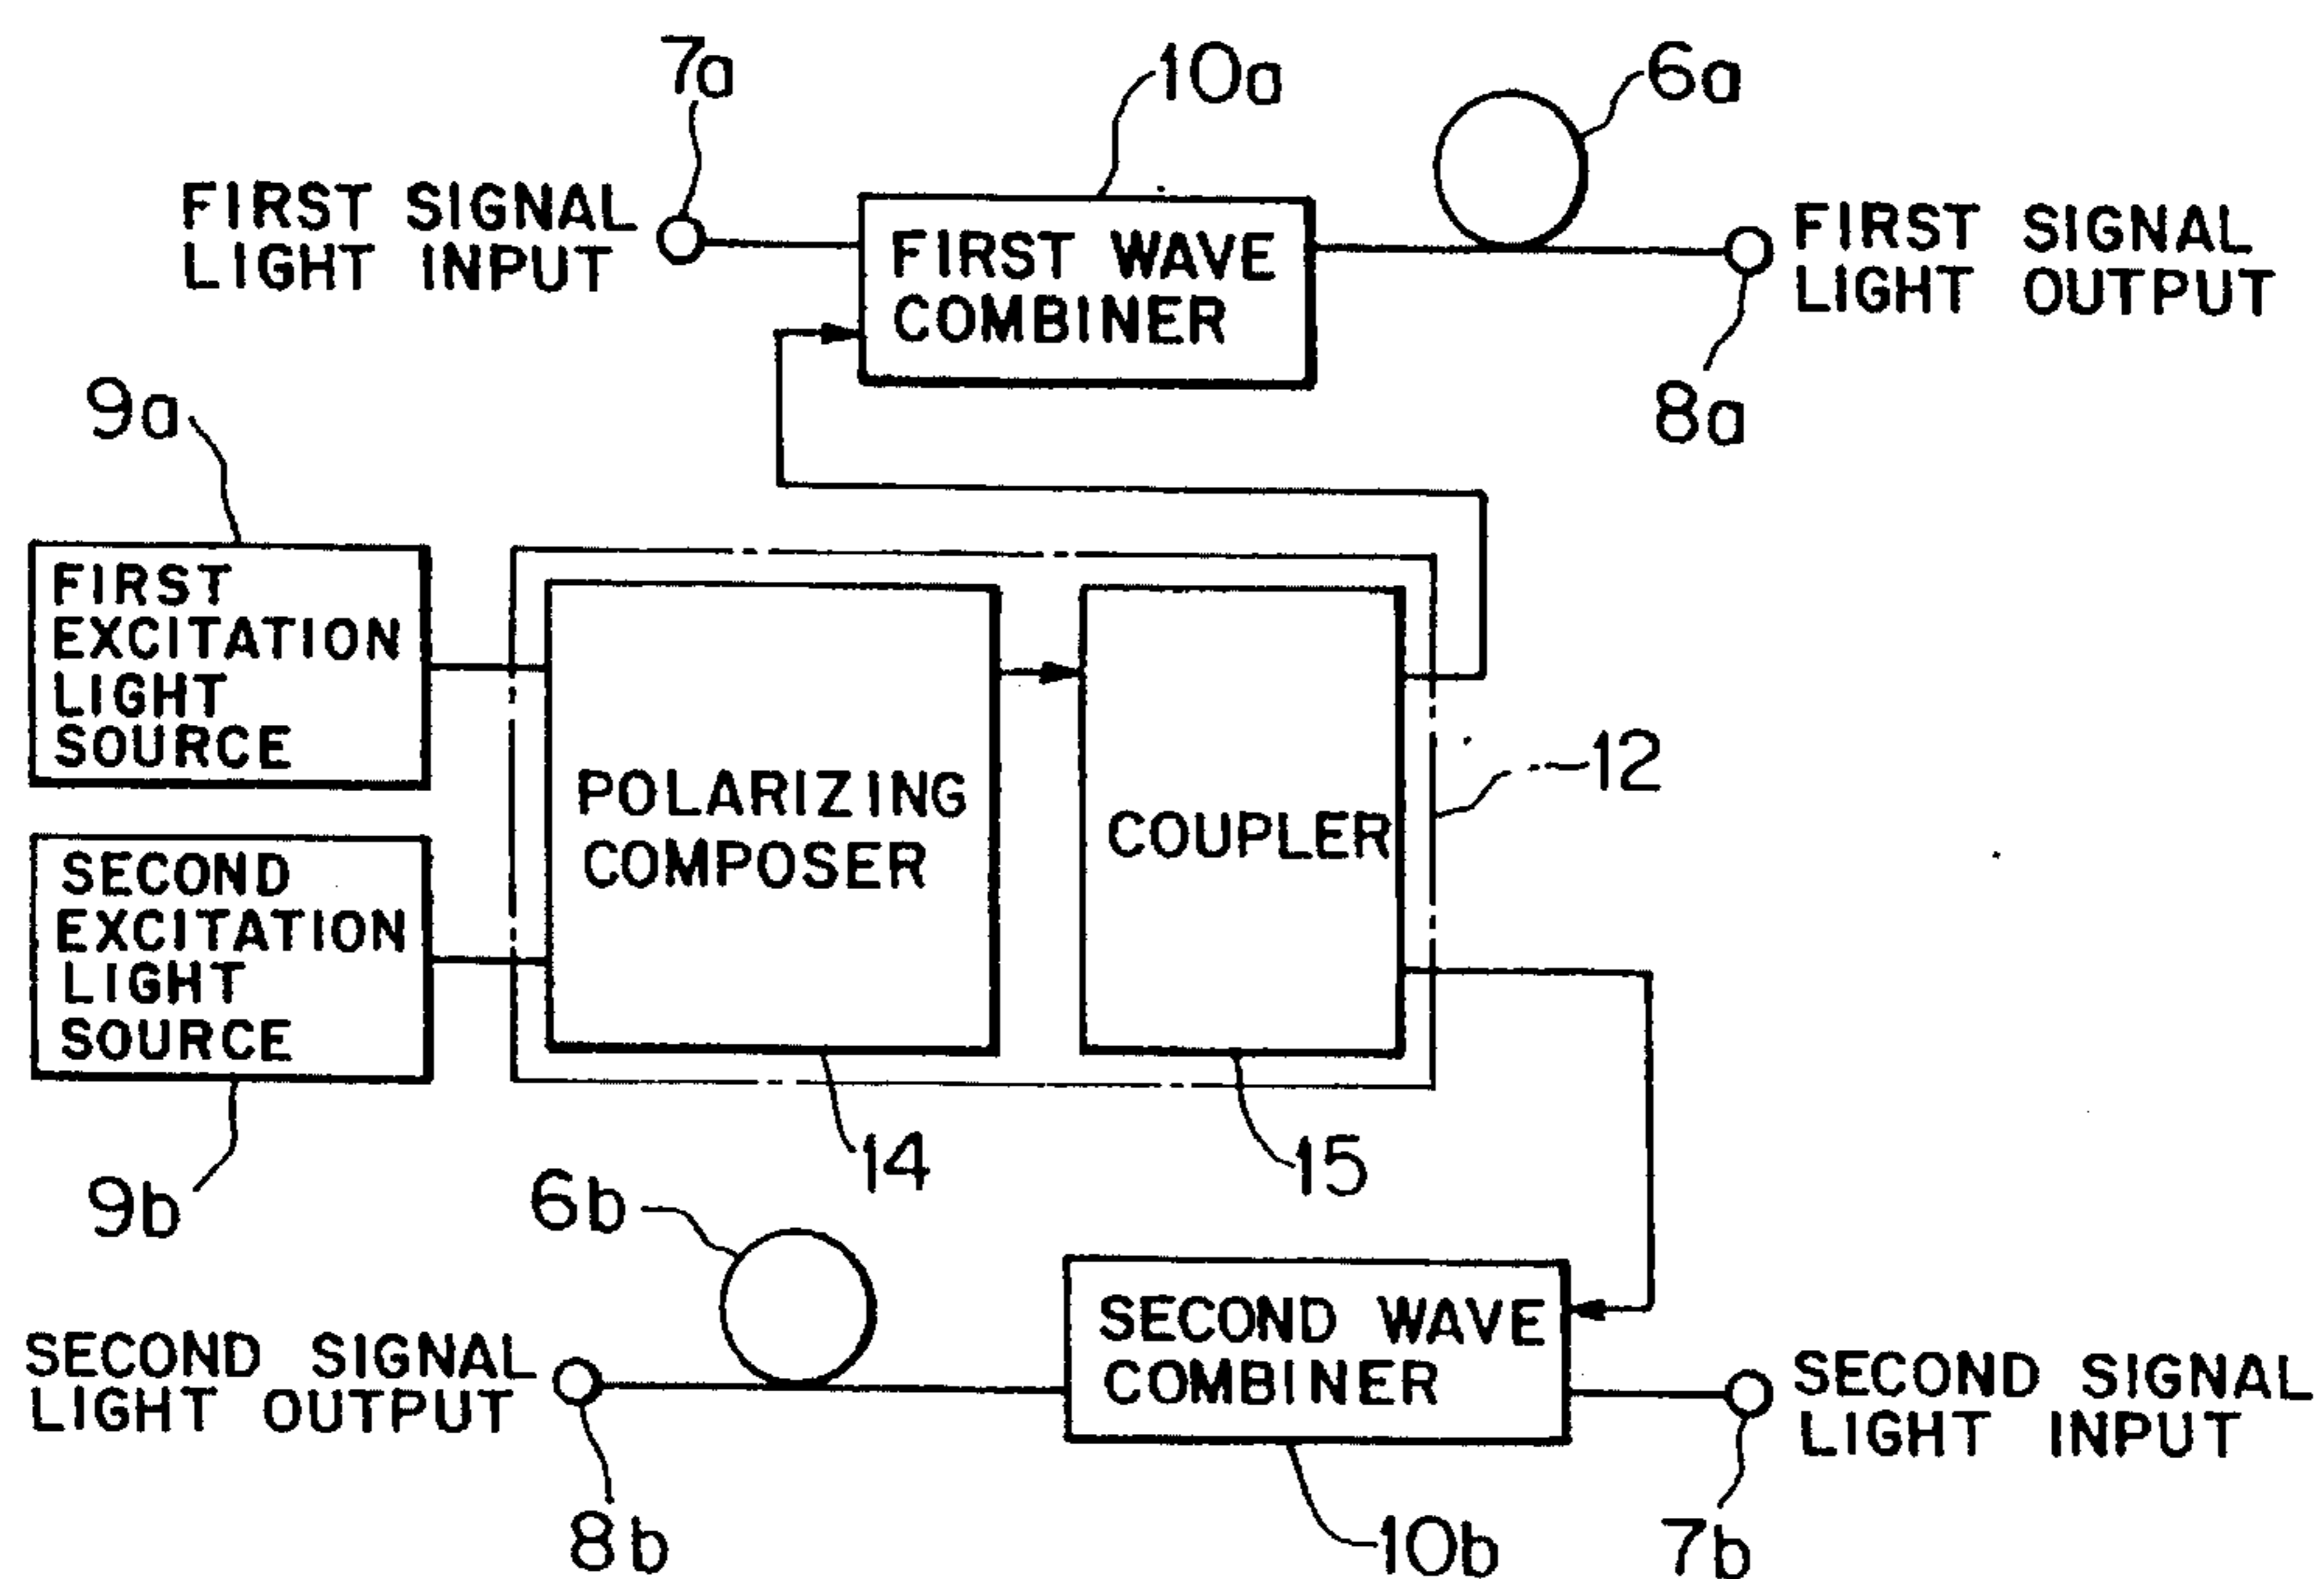 7a
10a
6a
FIRST SIGNAL
LIGHT INPUT
FIRST WAVE
COMBINER
FIRST SIGNAL
LIGHT OUTPUT
8a
9a
FIRST
EXCITATION
LIGHT
SOURCE
POLARIZING
COMPOSER
COUPLER
12
SECOND
EXCITATION
LIGHT
SOURCE
9b
14
15
6b
SECOND SIGNAL
LIGHT OUTPUT
SECOND WAVE
COMBINER
SECOND SIGNAL
LIGHT INPUT
8b
10b
7b